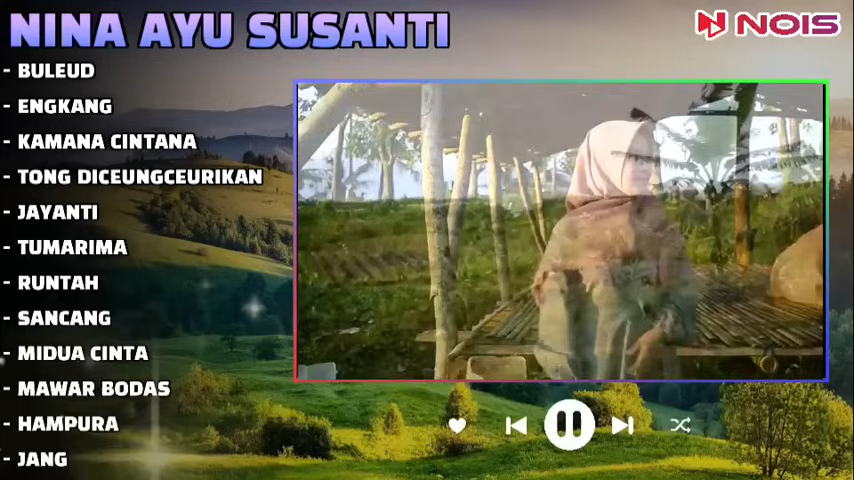 NINA AYU SUSANTI
NOIS
- BULEUD
- ENGKANG
- KAMANA CINTANA
- TONG DICEUNGCEURIKAN
- JAYANTI
- TUMARIMA
- RUNTAH
- SANCANG
- MIDUA CINTA
- MAWAR BODAS
- HAMPURA
- JANG